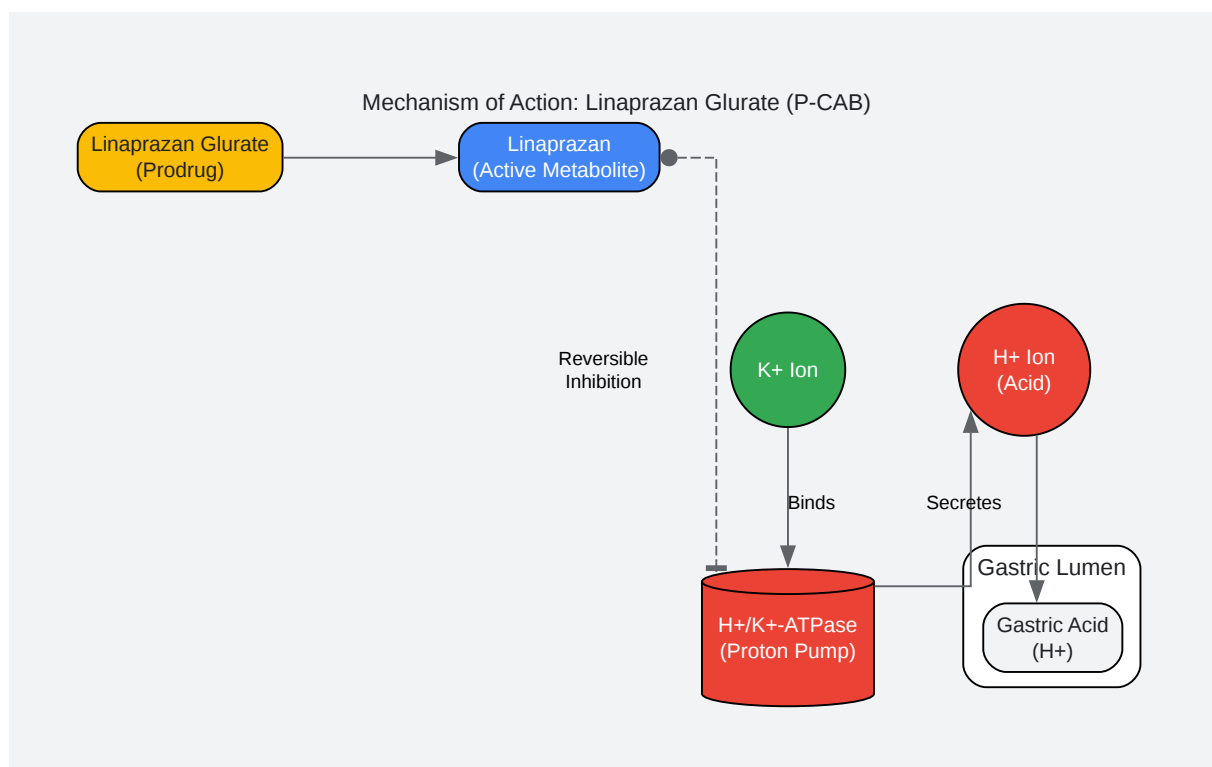 Mechanism of Action: Linaprazan Glurate (P-CAB)
Linaprazan Glurate
(Prodrug)
Linaprazan
(Active Metabolite)
Reversible
Inhibition
K+ Ion
H+ Ion
(Acid)
Binds
Secretes
Gastric Lumen
H+/K+-ATPase
(Proton Pump)
Gastric Acid
(H+)